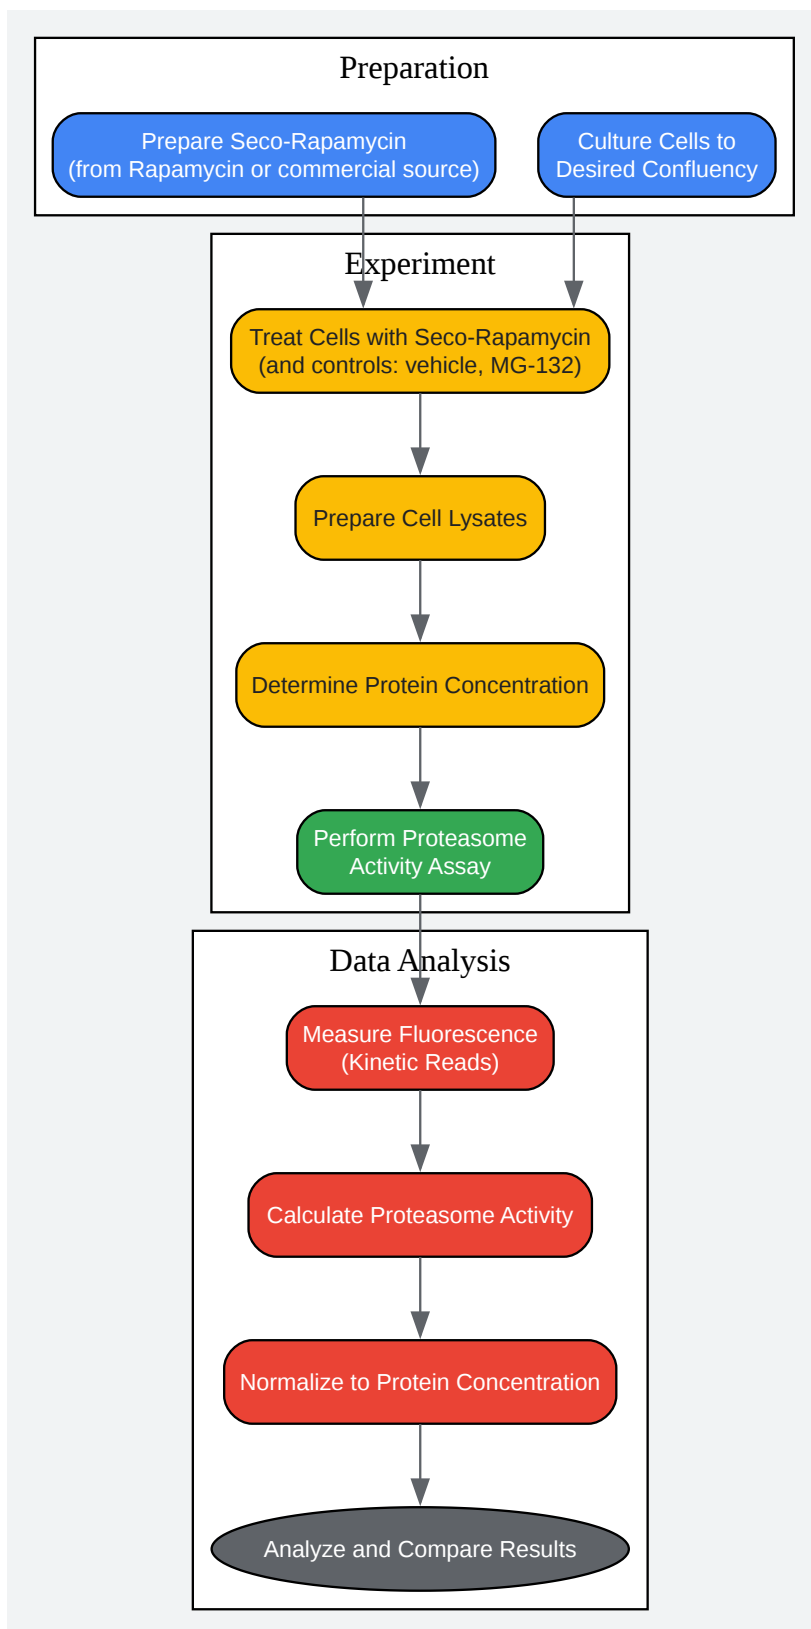 Preparation
Prepare Seco-Rapamycin
(from Rapamycin or commercial source)
Culture Cells to
Desired Confluency
Experiment
Treat Cells with Seco-Rapamycin
(and controls: vehicle, MG-132)
Prepare Cell Lysates
Determine Protein Concentration
Perform Proteasome
Activity Assay
Data Analysis
Measure Fluorescence
(Kinetic Reads)
Calculate Proteasome Activity
Normalize to Protein Concentration
Analyze and Compare Results